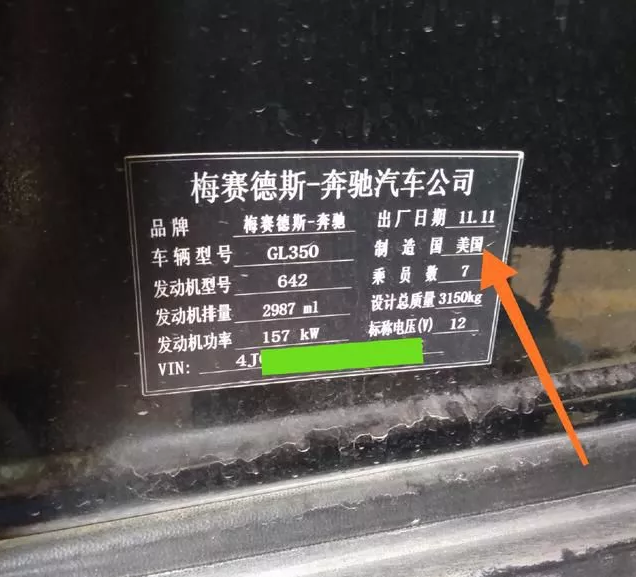 梅赛德斯-奔驰汽车公司
品牌 梅赛德斯-奔驰 出厂日期 11.11
车辆型号 GL350 制造国 美国
发动机型号 642 乘员数 7
发动机排量 2987 ml 设计总质量 3150kg
发动机功率 157 kW 标称电压(V) 12
VIN: 4J